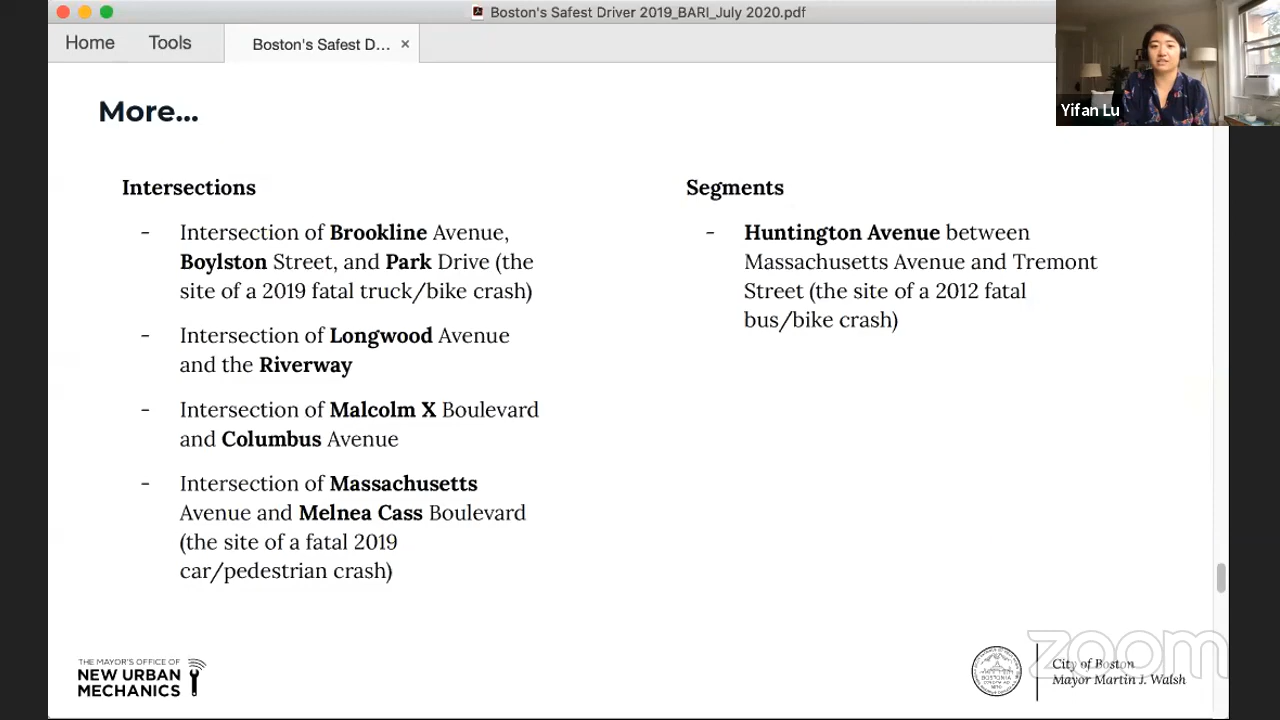 Boston's Safest Driver 2019_BARI_July 2020.pdf
Home
Tools
Boston's Safest D... ×
Yifan Lu
More...
Intersections
- Intersection of Brookline Avenue,
Boylston Street, and Park Drive (the
site of a 2019 fatal truck/bike crash)
- Intersection of Longwood Avenue
and the Riverway
- Intersection of Malcolm X Boulevard
and Columbus Avenue
- Intersection of Massachusetts
Avenue and Melnea Cass Boulevard
(the site of a fatal 2019
car/pedestrian crash)
Segments
- Huntington Avenue between
Massachusetts Avenue and Tremont
Street (the site of a 2012 fatal
bus/bike crash)
THE MAYOR'S OFFICE OF
NEW URBAN
MECHANICS
BOSTONIA
zoom
City of Boston
Mayor Martin J. Walsh